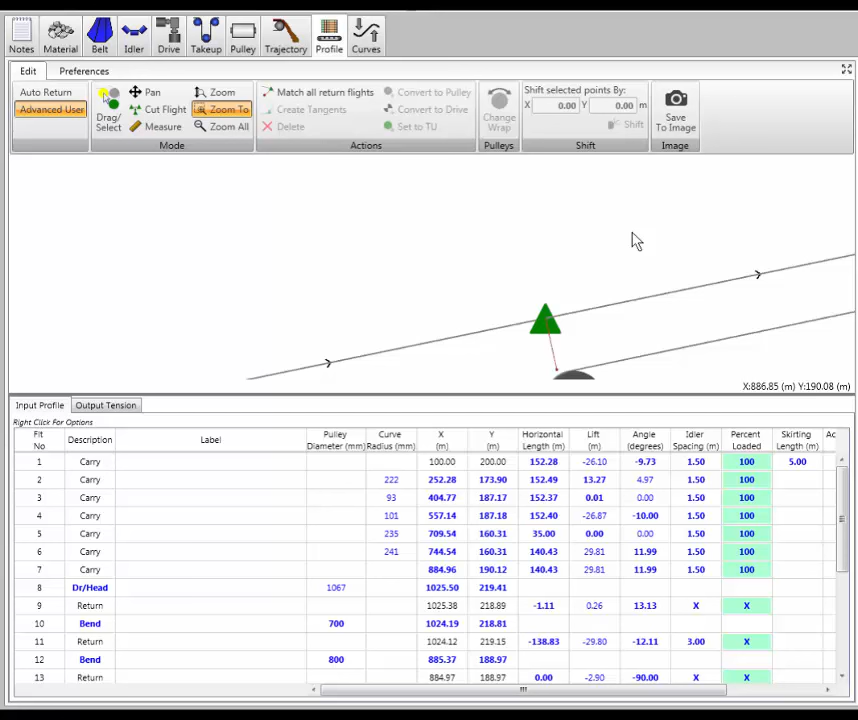 Notes Material Belt Idler Drive Takeup Pulley Trajectory Profile Curves
Edit Preferences
Auto Return Pan Zoom Match all return flights Convert to Pulley Shift selected points By:
Advanced User Drag/ Select Cut Flight Zoom To Create Tangents Convert to Drive Change Wrap X 0.00 Y 0.00 m Save To Image
Measure Zoom All Delete Set to TU Shift
Mode Actions Pulleys Shift Image
X:886.85 (m) Y:190.08 (m)
Input Profile Output Tension
Right Click For Options
Flt No Description Label Pulley Diameter (mm) Curve Radius (mm) X (m) Y (m) Horizontal Length (m) Lift (m) Angle (degrees) Idler Spacing (m) Percent Loaded Skirting Length (m) Ac
1 Carry 100.00 200.00 152.28 -26.10 -9.73 1.50 100 5.00
2 Carry 222 252.28 173.90 152.49 13.27 4.97 1.50 100
3 Carry 93 404.77 187.17 152.37 0.01 0.00 1.50 100
4 Carry 101 557.14 187.18 152.40 -26.87 -10.00 1.50 100
5 Carry 235 709.54 160.31 35.00 0.00 0.00 1.50 100
6 Carry 241 744.54 160.31 140.43 29.81 11.99 1.50 100
7 Carry 884.96 190.12 140.43 29.81 11.99 1.50 100
8 Dr/Head 1067 1025.50 219.41
9 Return 1025.38 218.89 -1.11 0.26 13.13 X X
10 Bend 700 1024.19 218.81
11 Return 1024.12 219.15 -138.83 -29.80 -12.11 3.00 X
12 Bend 800 885.37 188.97
13 Return 884.97 188.97 0.00 -2.90 -90.00 X X